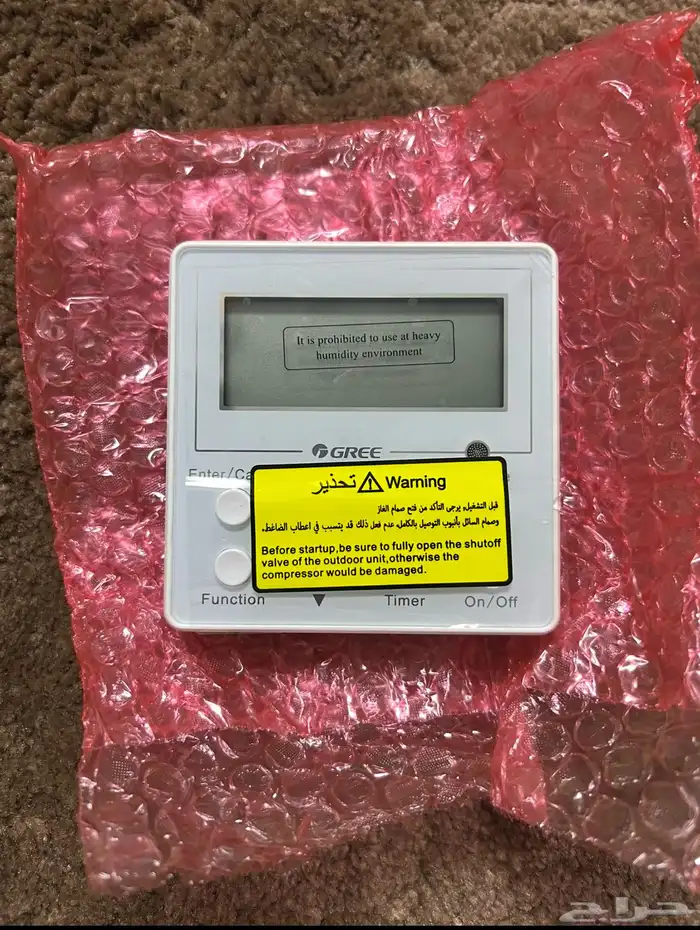 It is prohibited to use at heavy
humidity environment
GREE
Enter/Ca
تحذير Warning
قبل التشغيل، يرجى التأكد من فتح صمام الغاز
وصمام السائل بأنبوب التوصيل بالكامل، عدم فعل ذلك قد يتسبب في اعطاب الضاغط.
Before startup,be sure to fully open the shutoff
valve of the outdoor unit,otherwise the
compressor would be damaged.
Function ▼ Timer On/Off
حراج